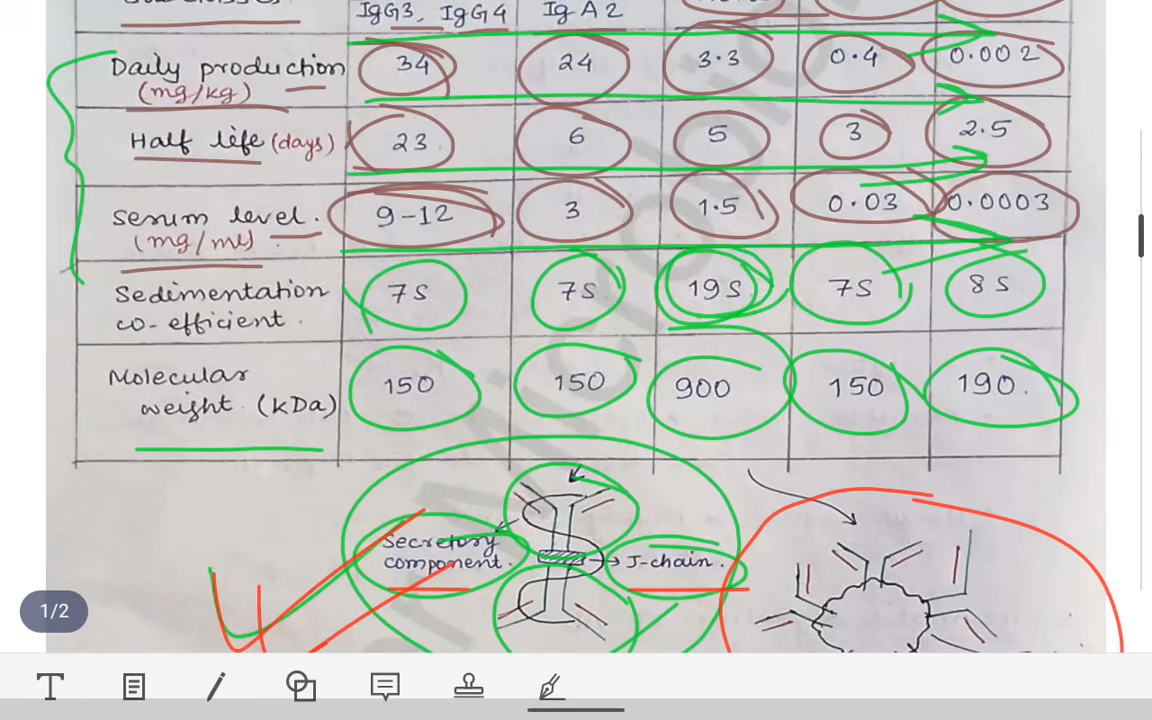 IgG3, IgG4 IgA2
Daily production 34 24 3.3 0.4 0.002
(mg/kg)
Half life (days) 23 6 5 3 2.5
Serum level. 9-12 3 1.5 0.03 0.0003
(mg/ml)
Sedimentation 7S 7S 19S 7S 8S
co-efficient.
Molecular 150 150 900 150 190.
weight. (kDa)
Secretory
component. J-chain.
1/2
T